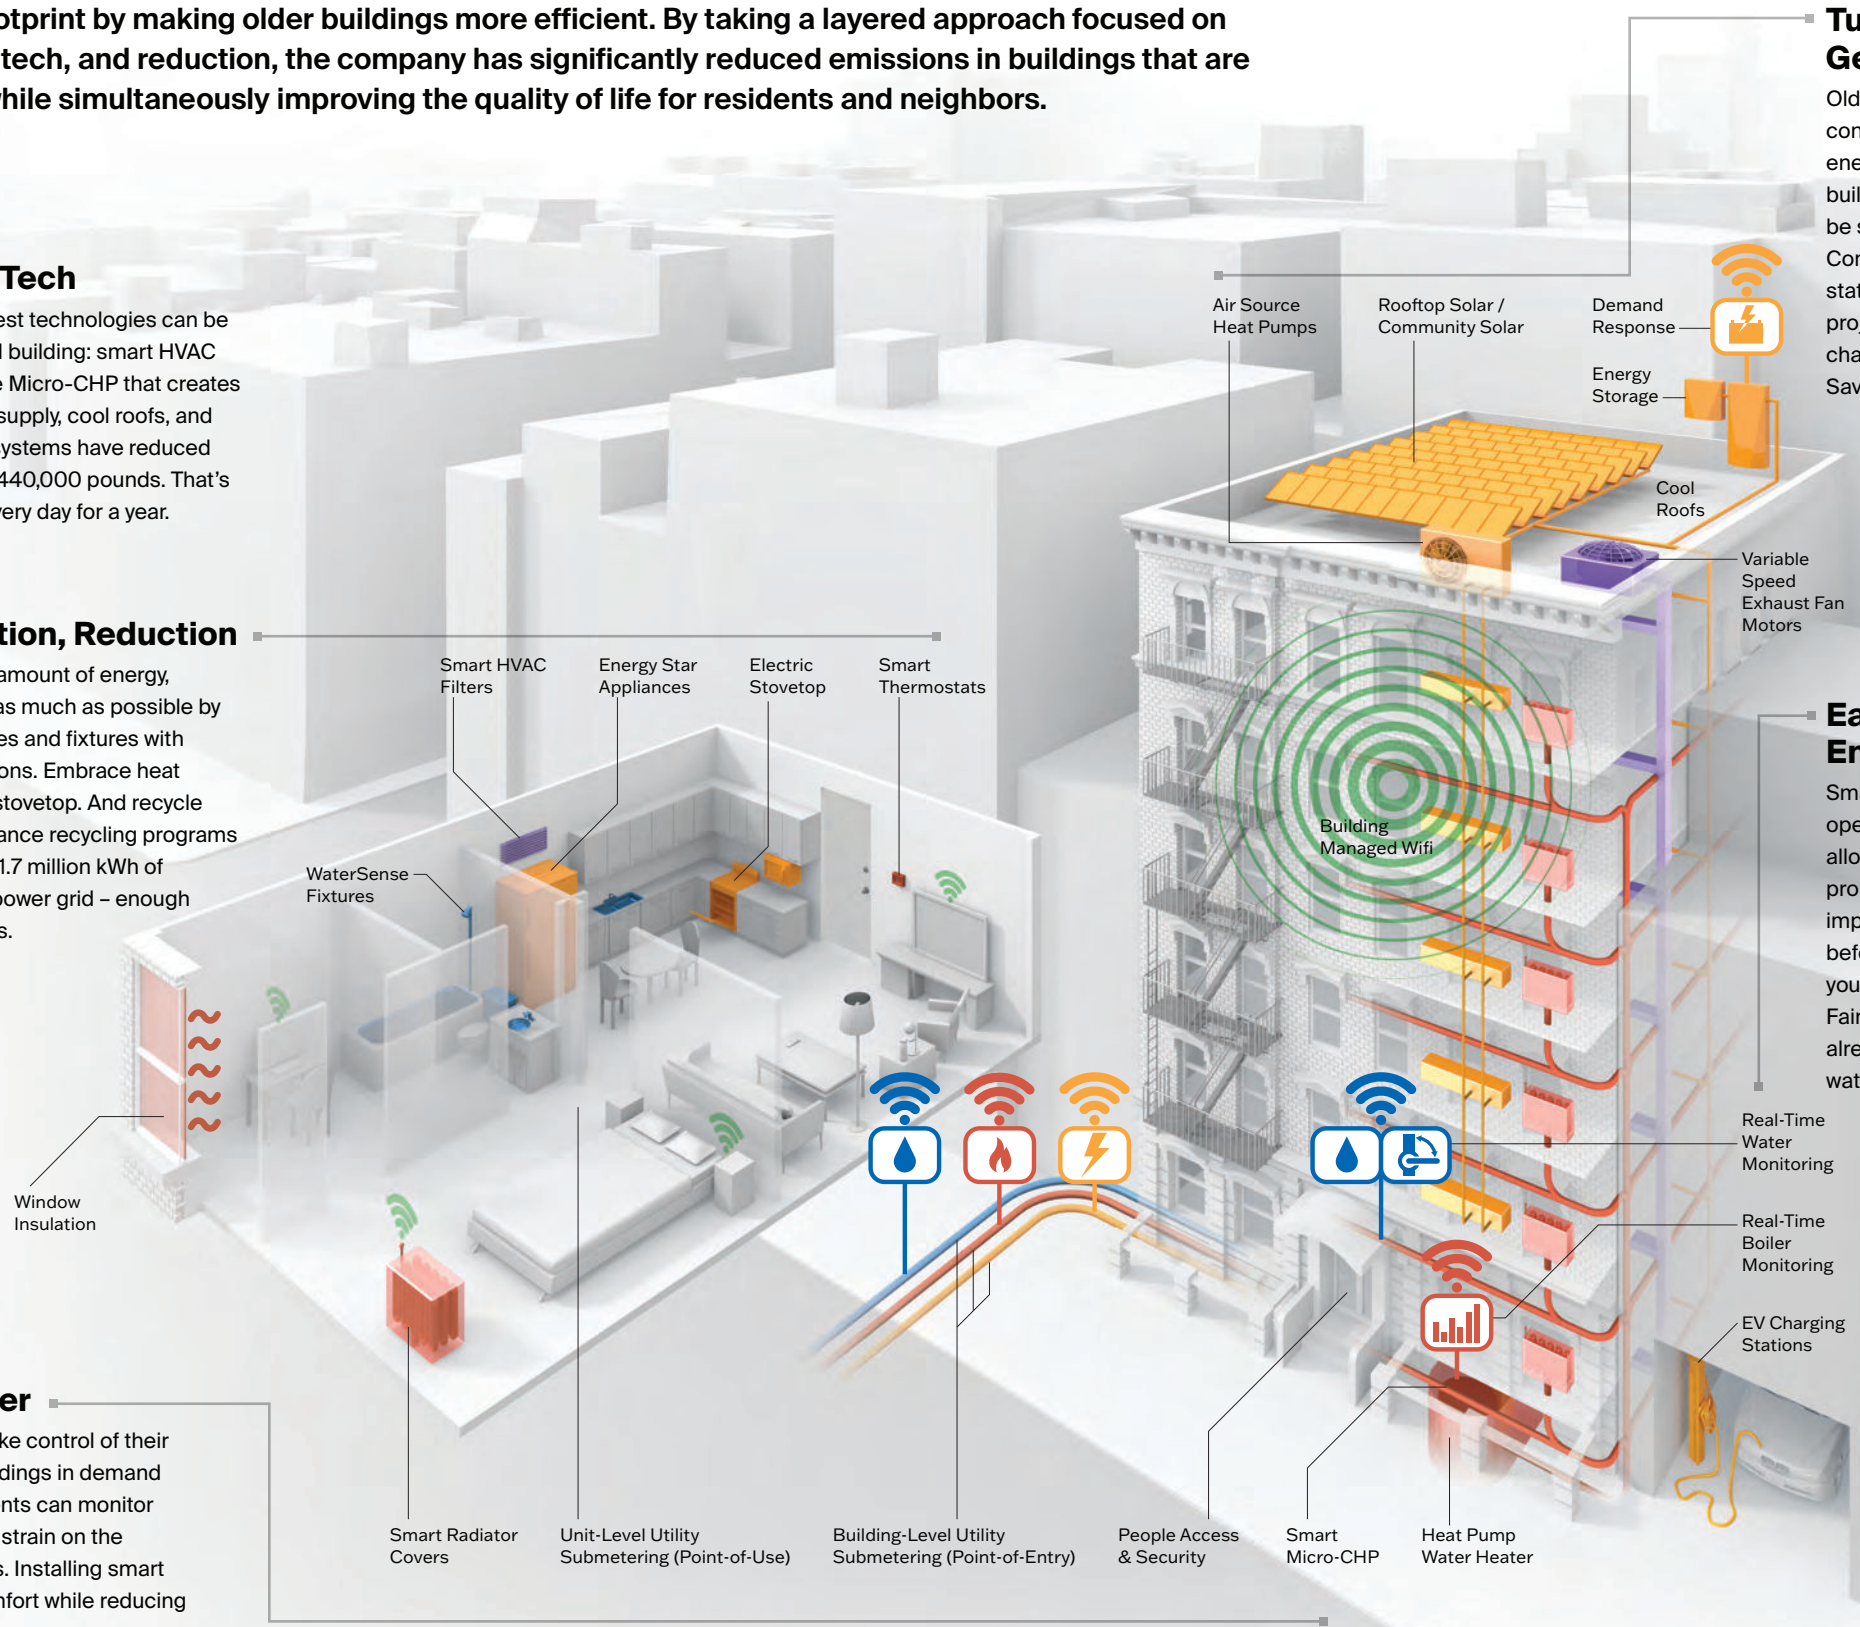 otprint by making older buildings more efficient. By taking a layered approach focused on
tech, and reduction, the company has significantly reduced emissions in buildings that are
while simultaneously improving the quality of life for residents and neighbors.
Tech
est technologies can be
building: smart HVAC
Micro-CHP that creates
supply, cool roofs, and
systems have reduced
440,000 pounds. That's
very day for a year.
tion, Reduction
amount of energy,
as much as possible by
es and fixtures with
ons. Embrace heat
stovetop. And recycle
ance recycling programs
1.7 million kWh of
power grid – enough
s.
er
ke control of their
dings in demand
nts can monitor
strain on the
s. Installing smart
nfort while reducing
Smart HVAC
Filters
Energy Star
Appliances
Electric
Stovetop
Smart
Thermostats
WaterSense
Fixtures
Window
Insulation
Smart Radiator
Covers
Unit-Level Utility
Submetering (Point-of-Use)
Building-Level Utility
Submetering (Point-of-Entry)
People Access
& Security
Smart
Micro-CHP
Heat Pump
Water Heater
Air Source
Heat Pumps
Rooftop Solar /
Community Solar
Demand
Response
Energy
Storage
Cool
Roofs
Variable
Speed
Exhaust Fan
Motors
Building
Managed Wifi
Real-Time
Water
Monitoring
Real-Time
Boiler
Monitoring
EV Charging
Stations
Tu
Ge
Old
con
ene
buil
be s
Cor
stat
proj
cha
Sav
Ea
En
Sm
ope
allo
pro
imp
befo
you
Fair
alre
wat